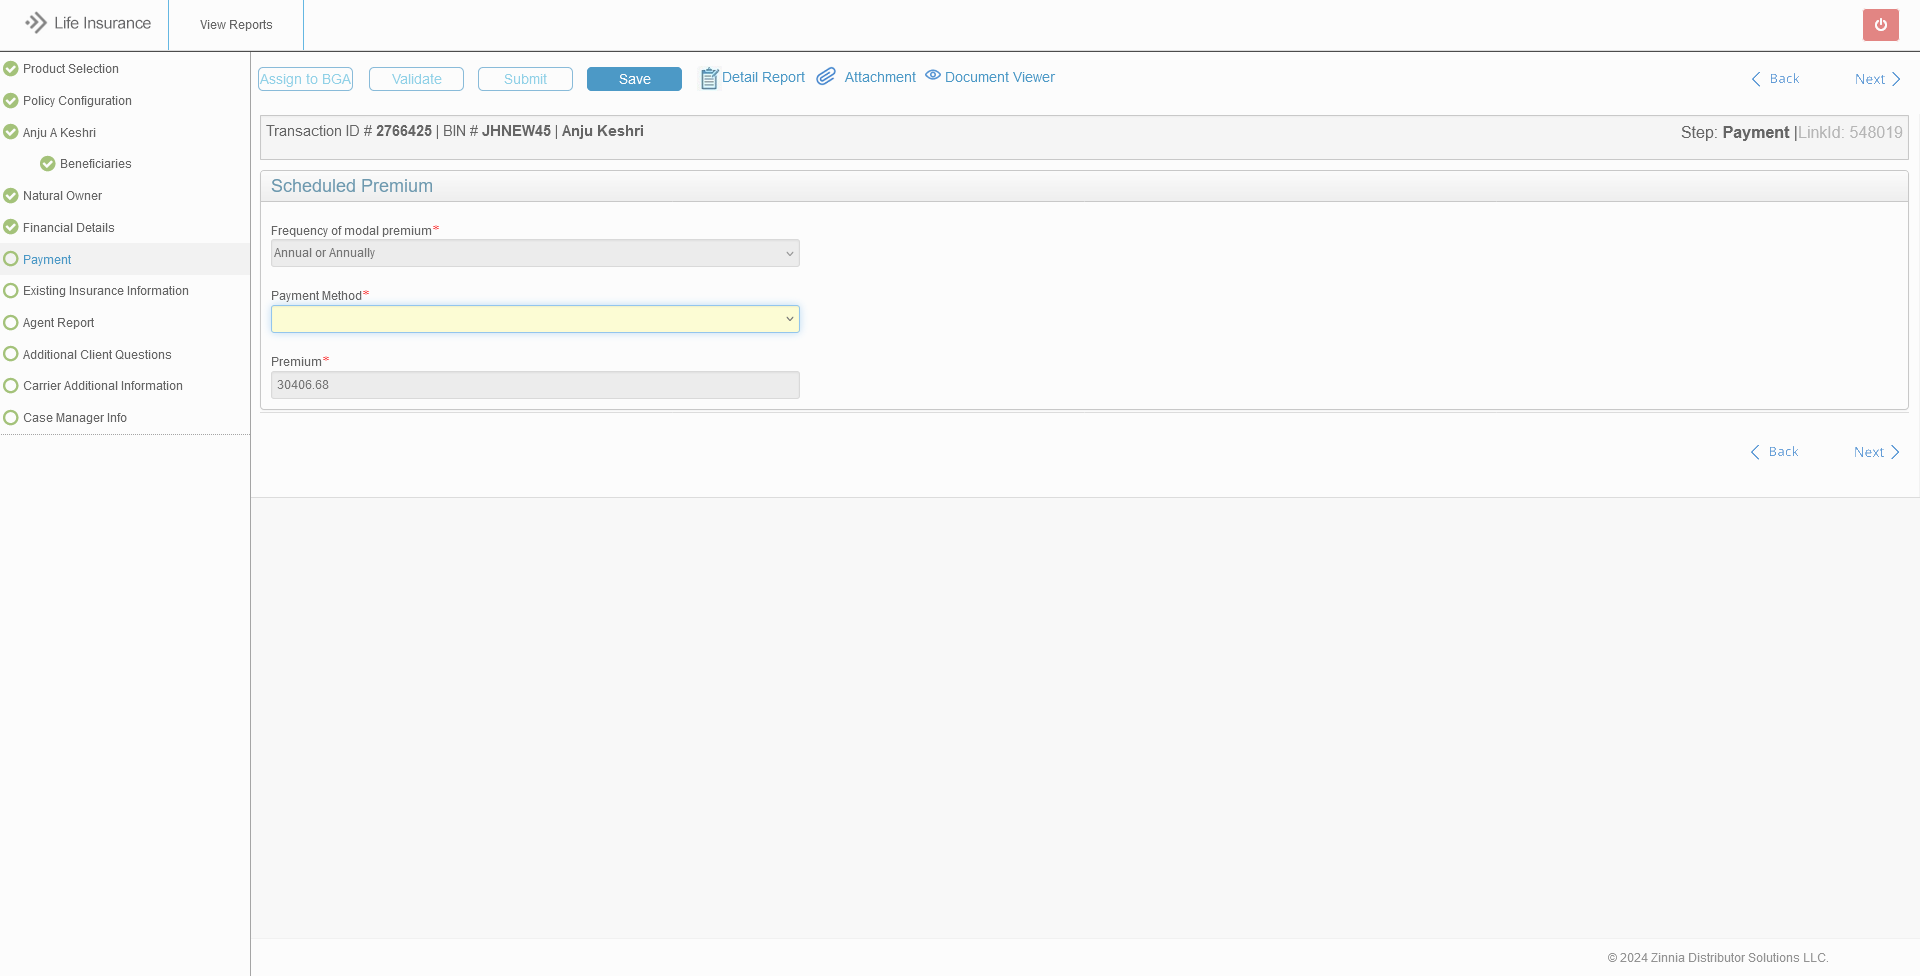 Life Insurance
View Reports
Product Selection
Policy Configuration
Anju A Keshri
Beneficiaries
Natural Owner
Financial Details
Payment
Existing Insurance Information
Agent Report
Additional Client Questions
Carrier Additional Information
Case Manager Info
Assign to BGA
Validate
Submit
Save
Detail Report
Attachment
Document Viewer
Back
Next
Transaction ID # 2766425 | BIN # JHNEW45 | Anju Keshri
Step: Payment |LinkId: 548019
Scheduled Premium
Frequency of modal premium*
Annual or Annually
Payment Method*
Premium*
30406.68
Back
Next
© 2024 Zinnia Distributor Solutions LLC.